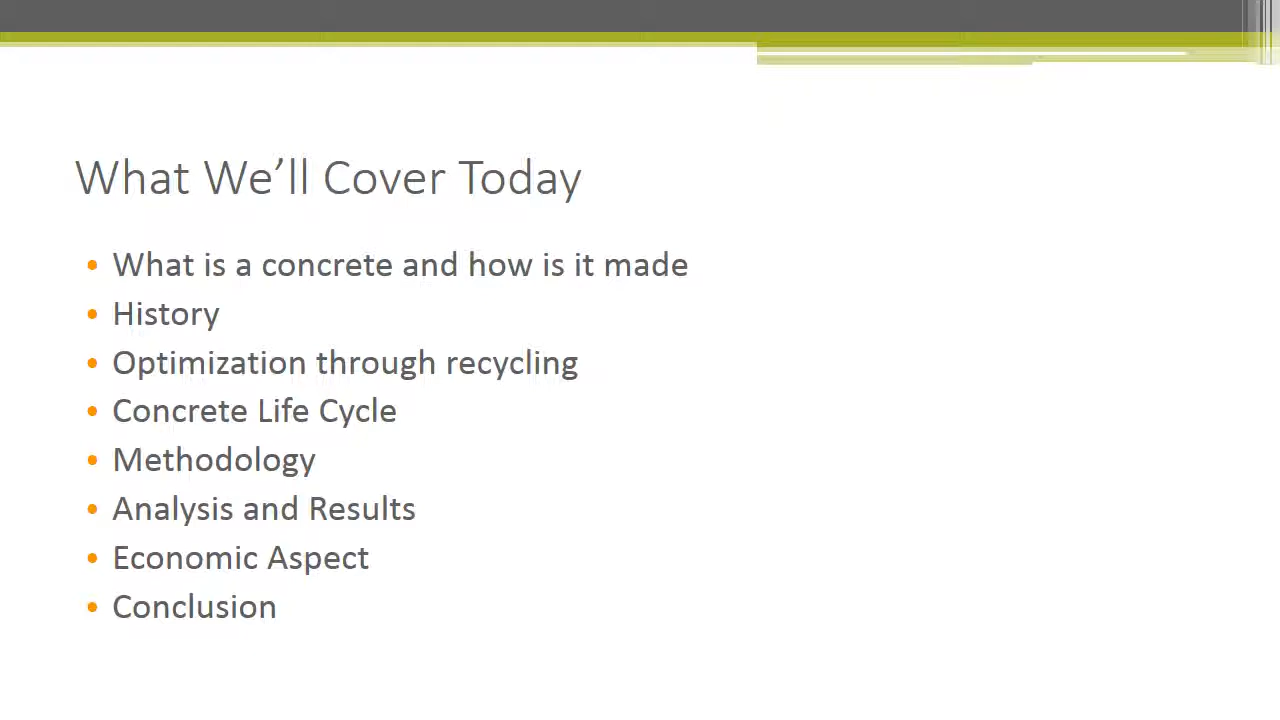 What We’ll Cover Today
• What is a concrete and how is it made
• History
• Optimization through recycling
• Concrete Life Cycle
• Methodology
• Analysis and Results
• Economic Aspect
• Conclusion